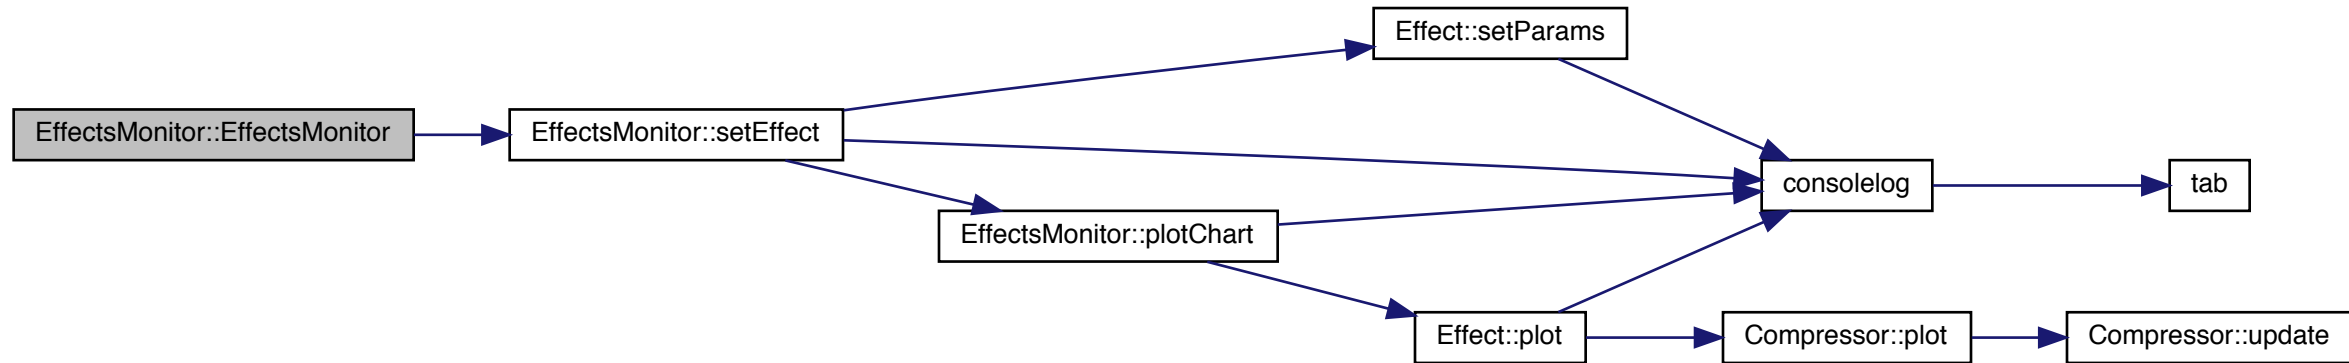 Effect::setParams
EffectsMonitor::EffectsMonitor
EffectsMonitor::setEffect
consolelog
tab
EffectsMonitor::plotChart
Effect::plot
Compressor::plot
Compressor::update